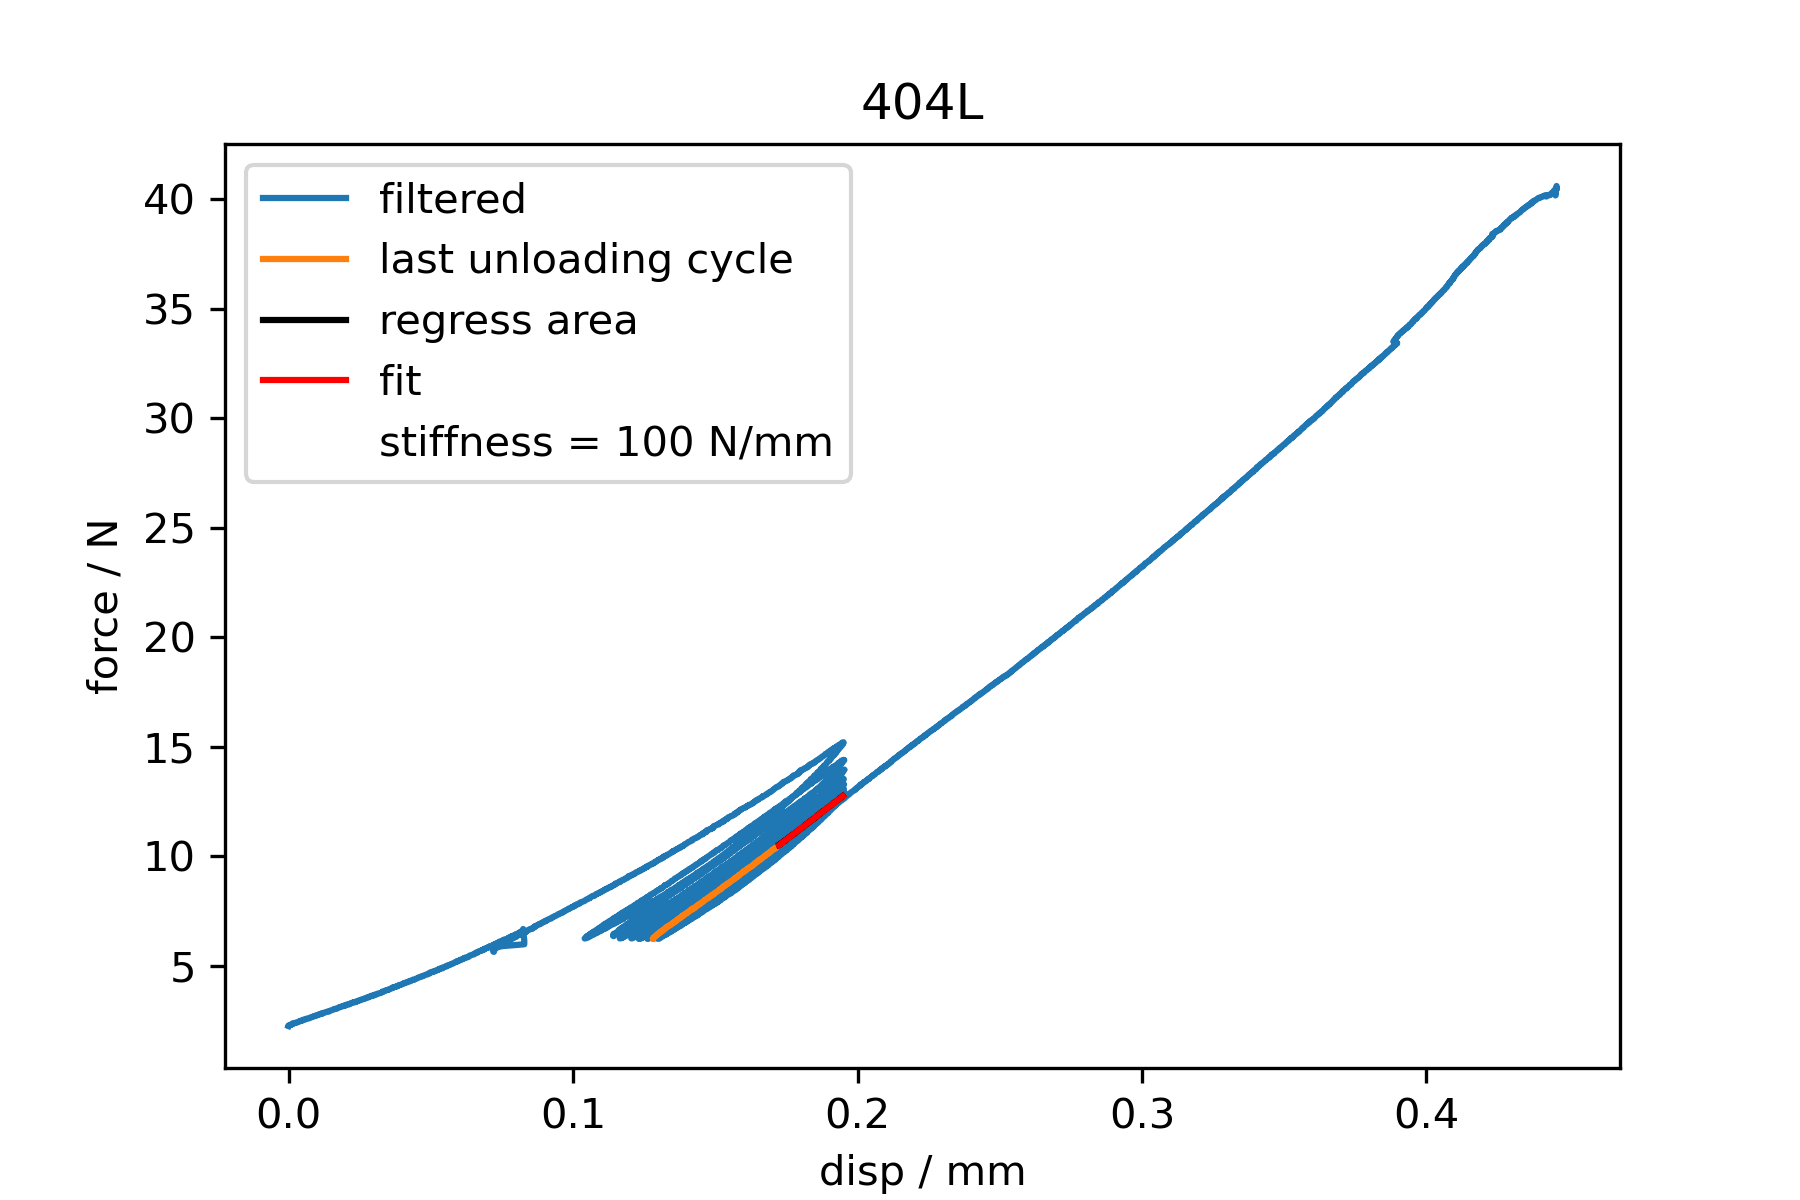 404L
filtered
last unloading cycle
regress area
fit
stiffness = 100 N/mm
force / N
40
35
30
25
20
15
10
5
0.0 0.1 0.2 0.3 0.4
disp / mm